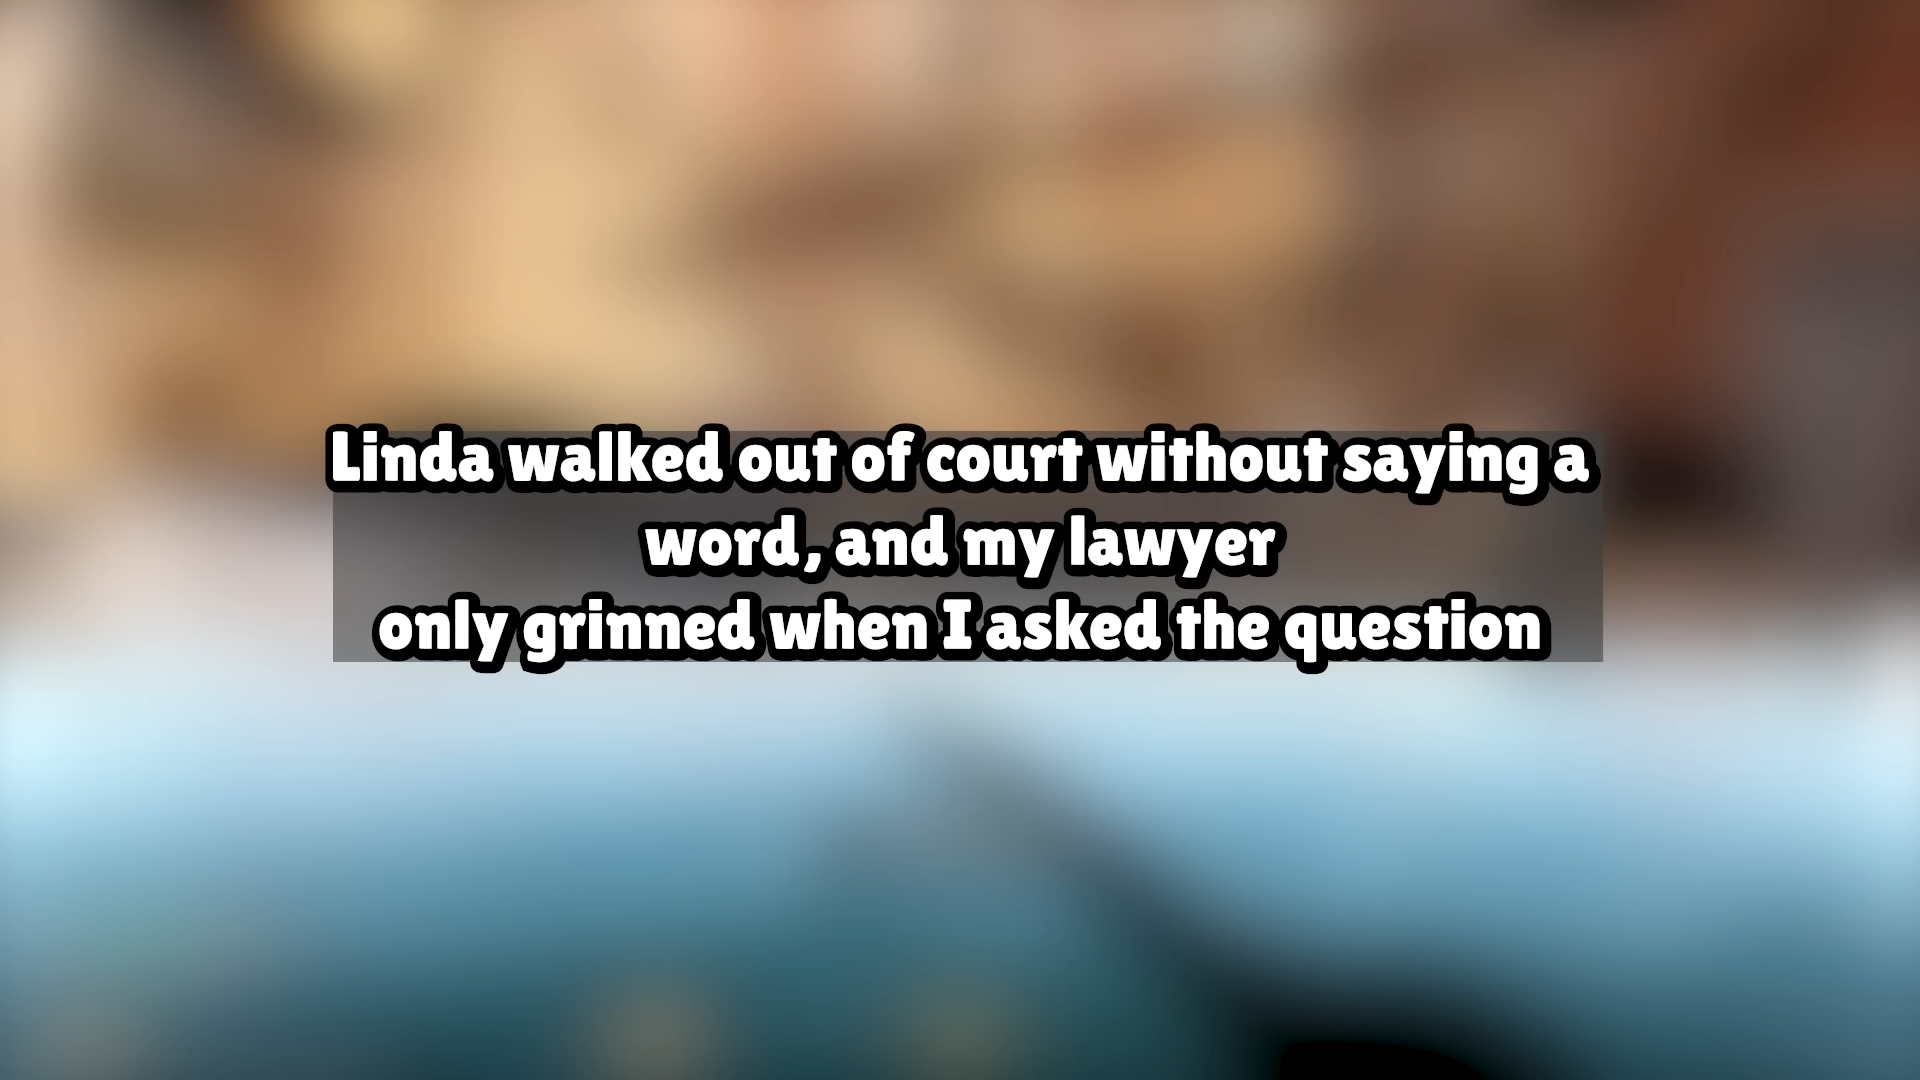 Linda walked out of court without saying a
word, and my lawyer
only grinned when I asked the question